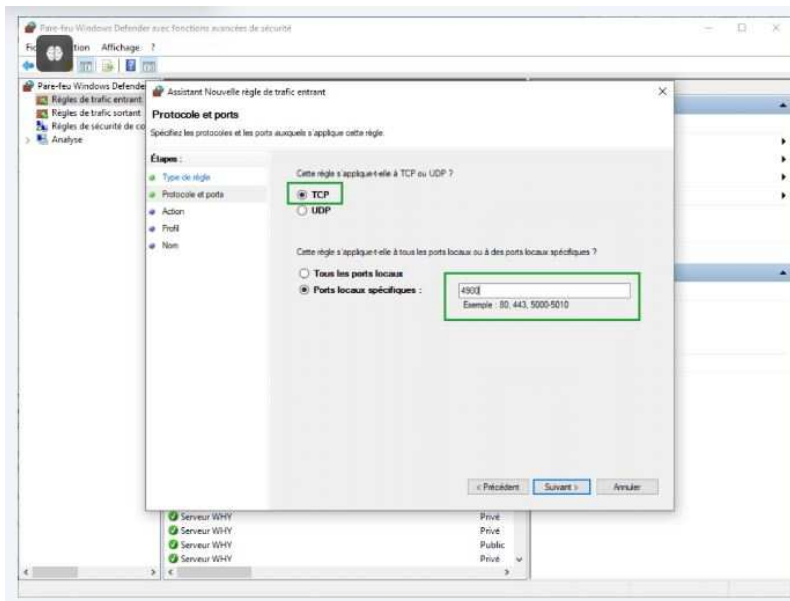 Pare-feu Windows Defender avec fonctions avancées de sécurité
Affichage ?
Pare-feu Windows Defende
Règles de trafic entrant
Règles de trafic sortant
Règles de sécurité de co
Analyse
Assistant Nouvelle règle de trafic entrant
Protocole et ports
Spécifiez les protocoles et les ports auxquels s'applique cette règle.
Étapes :
Type de règle
Protocole et ports
Action
Profil
Nom
Cette règle s'applique-t-elle à TCP ou UDP ?
TCP
UDP
Cette règle s'applique-t-elle à tous les ports locaux ou à des ports locaux spécifiques ?
Tous les ports locaux
Ports locaux spécifiques :
4900
Exemple : 80, 443, 5000-5010
< Précédent Suivant > Annuler
Serveur WHY Privé
Serveur WHY Privé
Serveur WHY Public
Serveur WHY Privé